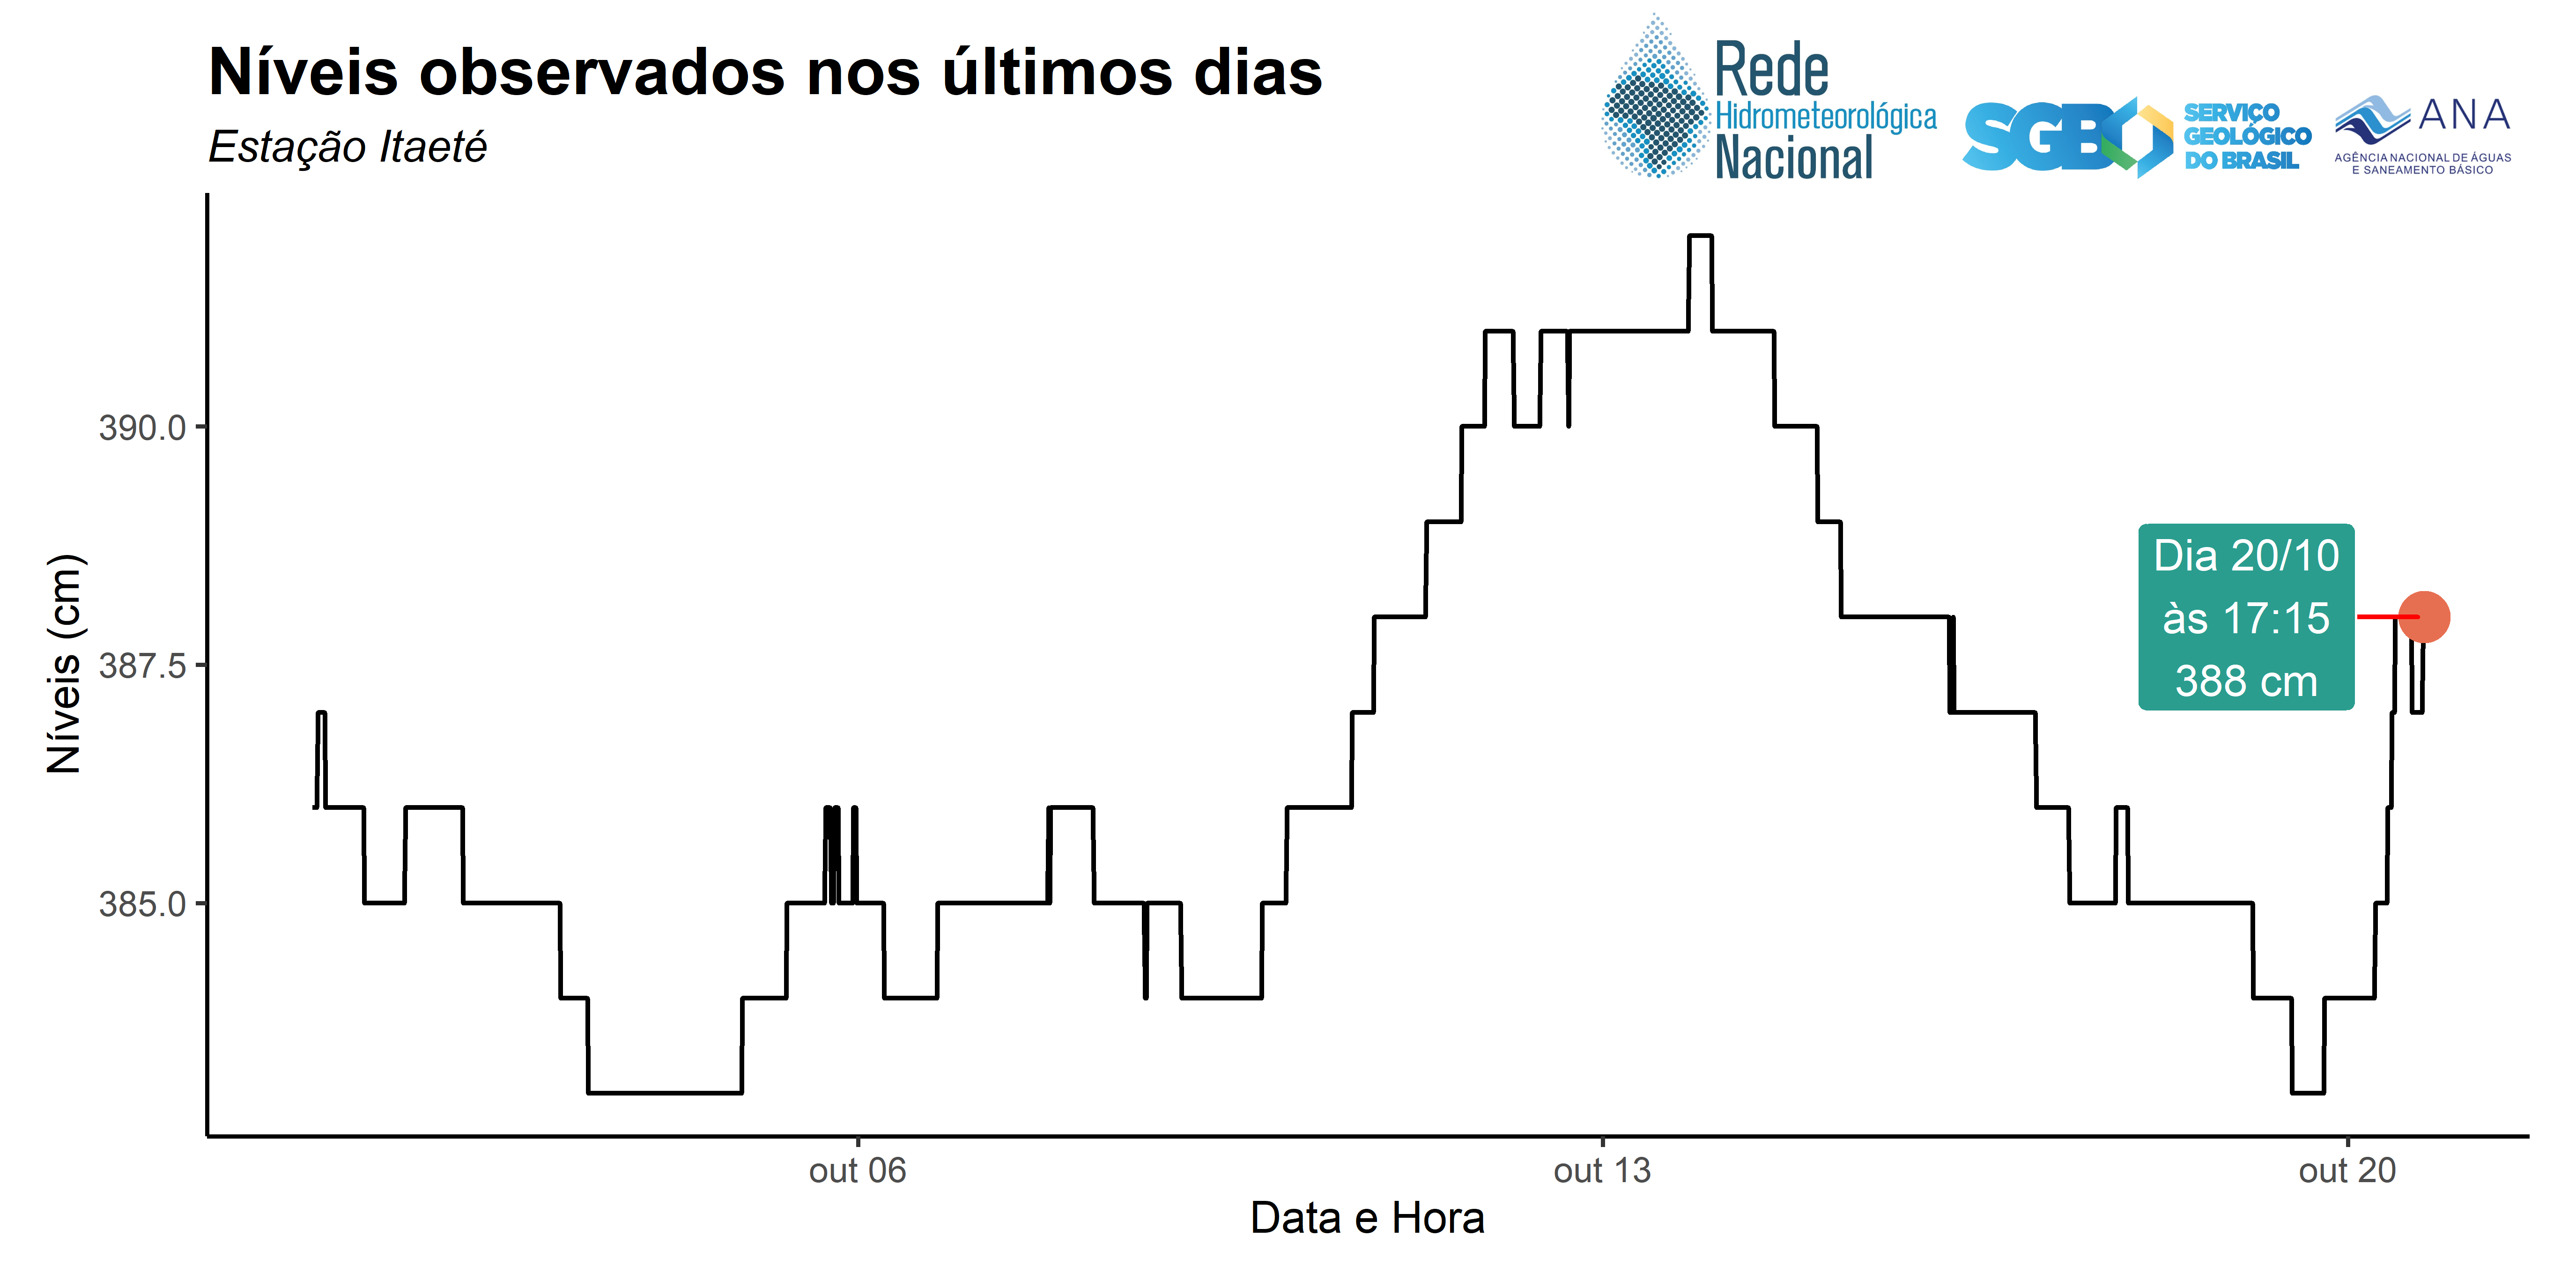 Níveis observados nos últimos dias
Estação Itaeté
Rede
Hidrometeorológica
Nacional
SGB
SERVIÇO
GEOLÓGICO
DO BRASIL
ANA
AGÊNCIA NACIONAL DE ÁGUAS
E SANEAMENTO BÁSICO
Níveis (cm)
390.0
387.5
385.0
Dia 20/10
às 17:15
388 cm
out 06
out 13
out 20
Data e Hora